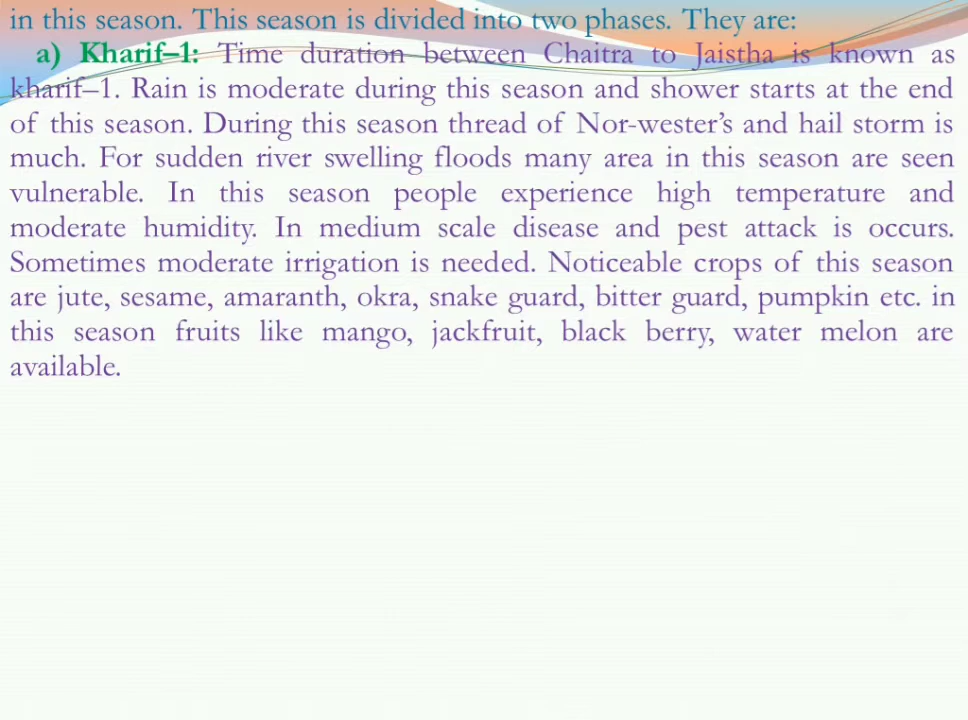 in this season. This season is divided into two phases. They are:
a) Kharif–1: Time duration between Chaitra to Jaistha is known as
kharif–1. Rain is moderate during this season and shower starts at the end
of this season. During this season thread of Nor-wester’s and hail storm is
much. For sudden river swelling floods many area in this season are seen
vulnerable. In this season people experience high temperature and
moderate humidity. In medium scale disease and pest attack is occurs.
Sometimes moderate irrigation is needed. Noticeable crops of this season
are jute, sesame, amaranth, okra, snake guard, bitter guard, pumpkin etc. in
this season fruits like mango, jackfruit, black berry, water melon are
available.